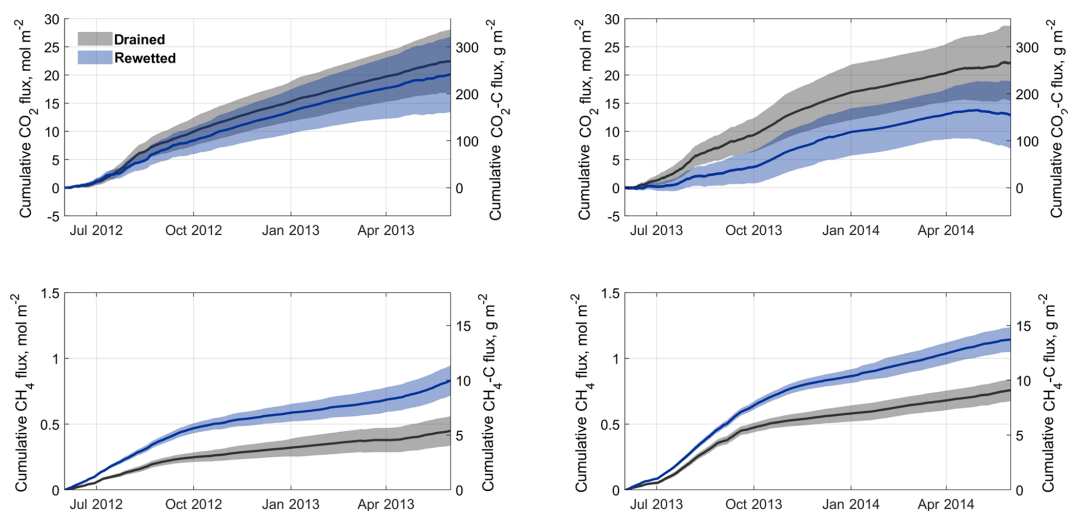 Drained
Rewetted
Cumulative CO2 flux, mol m-2
30
25
20
15
10
5
0
-5
Jul 2012
Oct 2012
Jan 2013
Apr 2013
300
200
100
0
Cumulative CO2-C flux, g m-2
Cumulative CO2 flux, mol m-2
30
25
20
15
10
5
0
-5
Jul 2013
Oct 2013
Jan 2014
Apr 2014
300
200
100
0
Cumulative CO2-C flux, g m-2
Cumulative CH4 flux, mol m-2
1.5
1
0.5
0
Jul 2012
Oct 2012
Jan 2013
Apr 2013
15
10
5
0
Cumulative CH4-C flux, g m-2
Cumulative CH4 flux, mol m-2
1.5
1
0.5
0
Jul 2013
Oct 2013
Jan 2014
Apr 2014
15
10
5
0
Cumulative CH4-C flux, g m-2